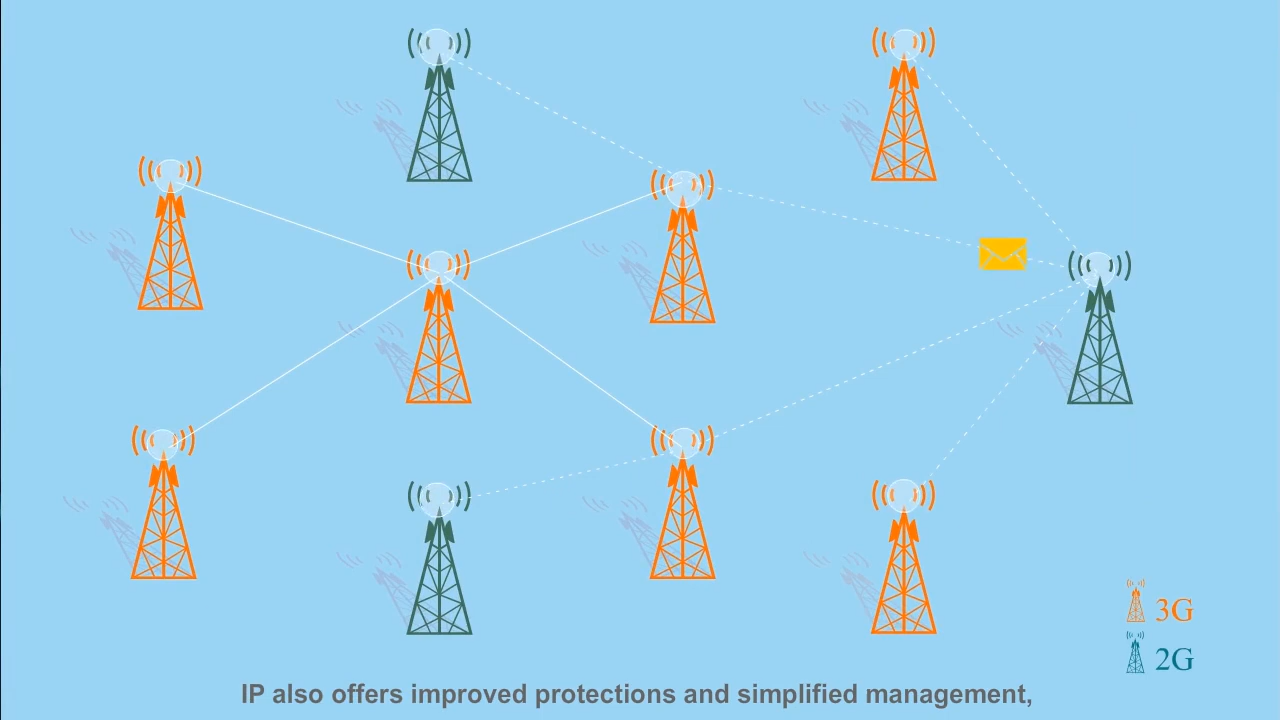 3G
2G
IP also offers improved protections and simplified management,